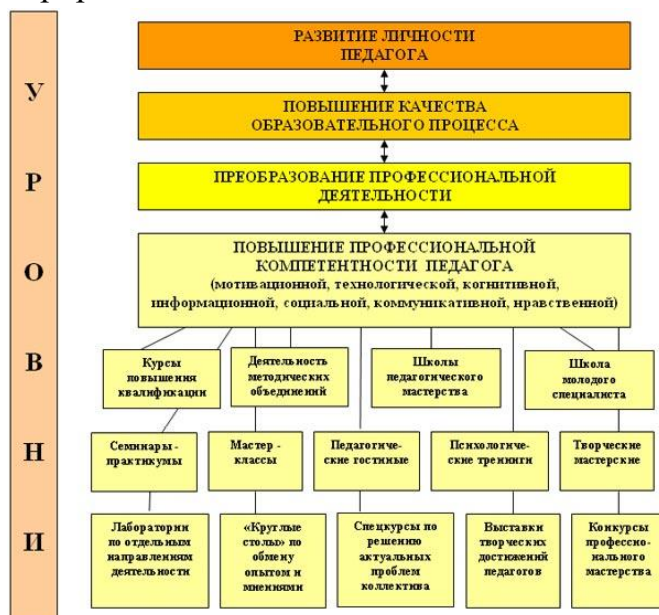 У
Р
О
В
Н
И
РАЗВИТИЕ ЛИЧНОСТИ
ПЕДАГОГА
ПОВЫШЕНИЕ КАЧЕСТВА
ОБРАЗОВАТЕЛЬНОГО ПРОЦЕССА
ПРЕОБРАЗОВАНИЕ ПРОФЕССИОНАЛЬНОЙ
ДЕЯТЕЛЬНОСТИ
ПОВЫШЕНИЕ ПРОФЕССИОНАЛЬНОЙ
КОМПЕТЕНТНОСТИ ПЕДАГОГА
(мотивационной, технологической, когнитивной,
информационной, социальной, коммуникативной, нравственной)
Курсы
повышения
квалификации
Деятельность
методических
объединений
Школы
педагогического
мастерства
Школа
молодого
специалиста
Семинары -
практикумы
Мастер -
классы
Педагогиче-
ские гостиные
Психологиче-
ские тренинги
Творческие
мастерские
Лаборатории
по отдельным
направлениям
деятельности
«Круглые
столы» по
обмену
опытом и
мнениями
Спецкурсы по
решению
актуальных
проблем
коллектива
Выставки
творческих
достижений
педагогов
Конкурсы
профессио-
нального
мастерства